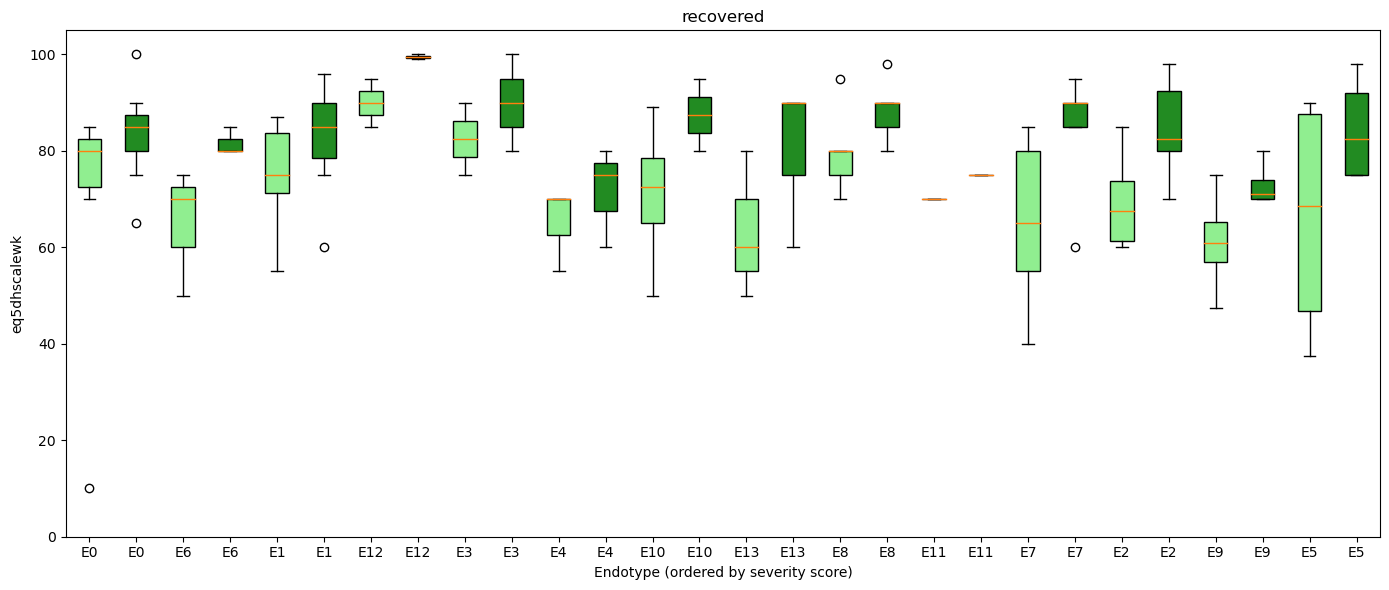 recovered
100
80
60
40
20
0
eq5dhscalewk
E0 E0 E6 E6 E1 E1 E12 E12 E3 E3 E4 E4 E10 E10 E13 E13 E8 E8 E11 E11 E7 E7 E2 E2 E9 E9 E5 E5
Endotype (ordered by severity score)